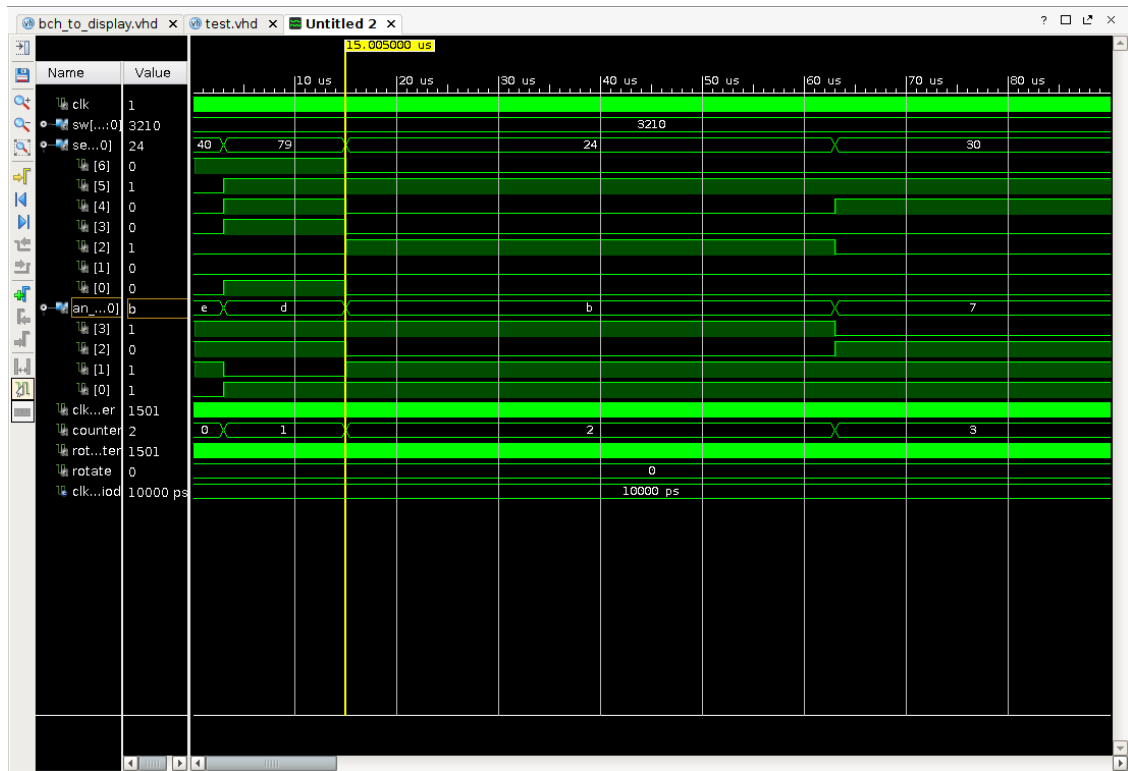 bch_to_display.vhd × test.vhd × Untitled 2 ×
?
15.005000 us
Name Value
10 us 20 us 30 us 40 us 50 us 60 us 70 us 80 us
clk 1
sw[...:0] 3210 3210
se...0] 24 40 79 24 30
[6] 0
[5] 1
[4] 0
[3] 0
[2] 1
[1] 0
[0] 0
an_...0] b e d b 7
[3] 1
[2] 0
[1] 1
[0] 1
clk...er 1501
counter 2 0 1 2 3
rot...ter 1501
rotate 0 0
clk...iod 10000 ps 10000 ps